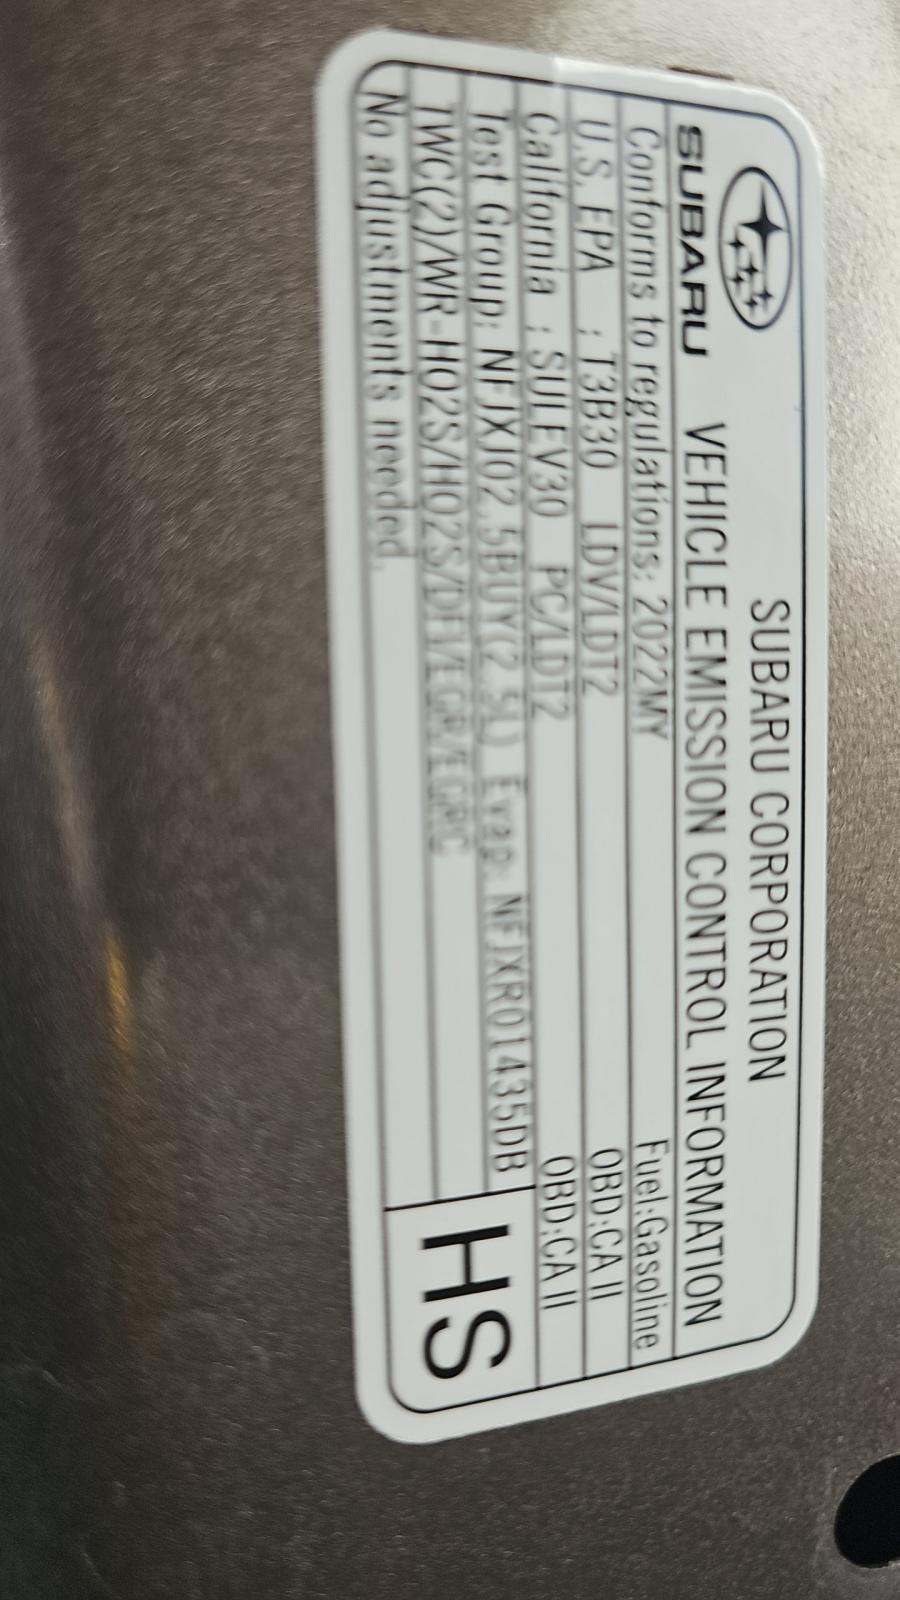 SUBARU CORPORATION
SUBARU VEHICLE EMISSION CONTROL INFORMATION
Conforms to regulations: 2022MY Fuel:Gasoline
U.S. EPA : T3B30 LDV/LDT2 OBD:CA II
California : SULEV30 PC/LDT2 OBD:CA II
Test Group: NFJXJ02.5BUY(2.5L) Evap: NFJXR01435DB
TWC(2)/WR-HO2S/HO2S/DFI/EGR/EGRC
No adjustments needed.
HS